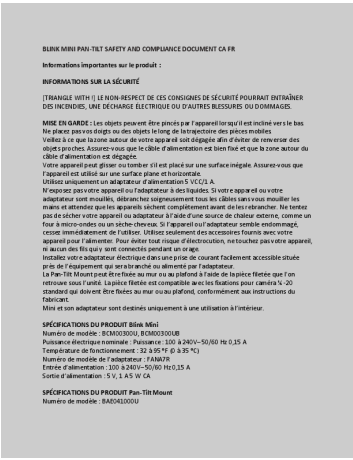 BLINK MINI PAN-TILT SAFETY AND COMPLIANCE DOCUMENT CA FR
Informations importantes sur le produit :
INFORMATIONS SUR LA SÉCURITÉ
[TRIANGLE WITH !] LE NON-RESPECT DE CES CONSIGNES DE SÉCURITÉ POURRAIT ENTRAÎNER
DES INCENDIES, UNE DÉCHARGE ÉLECTRIQUE OU D'AUTRES BLESSURES OU DOMMAGES.
MISE EN GARDE : Les objets peuvent être pincés par l'appareil lorsqu'il est incliné vers le bas.
Ne placez pas vos doigts ou des objets le long de la trajectoire des pièces mobiles.
Veillez à ce que la zone autour de votre appareil soit dégagée afin d'éviter de renverser des
objets proches. Assurez-vous que le câble d'alimentation est bien fixé et que la zone autour du
câble d'alimentation est dégagée.
Votre appareil peut glisser ou tomber s'il est placé sur une surface inégale. Assurez-vous que
l'appareil est utilisé sur une surface plane et horizontale.
Utilisez uniquement un adaptateur d'alimentation 5 VCC/1 A.
N'exposez pas votre appareil ou l'adaptateur à des liquides. Si votre appareil ou votre
adaptateur sont mouillés, débranchez soigneusement tous les câbles sans vous mouiller les
mains et attendez que les appareils sèchent complètement avant de les rebrancher. Ne tentez
pas de sécher votre appareil ou adaptateur à l'aide d'une source de chaleur externe, comme un
four à micro-ondes ou un sèche-cheveux. Si l'appareil ou l'adaptateur semble endommagé,
cessez immédiatement de l'utiliser. Utilisez seulement des accessoires fournis avec votre
appareil pour l'alimenter. Pour éviter tout risque d'électrocution, ne touchez pas votre appareil,
ni aucun des fils qui y sont connectés pendant un orage.
Installez votre adaptateur électrique dans une prise de courant facilement accessible située
près de l'équipement qui sera branché ou alimenté par l'adaptateur.
La Pan-Tilt Mount peut être fixée au mur ou au plafond à l'aide de la pièce filetée que l'on
retrouve sous l'unité. La pièce filetée est compatible avec les fixations pour caméra ¼ -20
standard qui doivent être fixées au mur ou au plafond, conformément aux instructions du
fabricant.
Mini et son adaptateur sont destinés uniquement à une utilisation à l'intérieur.
SPÉCIFICATIONS DU PRODUIT Blink Mini
Numéro de modèle : BCM00300U, BCM00300UB
Puissance électrique nominale : Puissance : 100 à 240V~50/60 Hz 0,15 A
Température de fonctionnement : 32 à 95 °F (0 à 35 °C)
Numéro de modèle de l'adaptateur : FANA7R
Entrée d'alimentation : 100 à 240V~50/60 Hz 0,15 A
Sortie d'alimentation : 5 V, 1 A 5 W CA
SPÉCIFICATIONS DU PRODUIT Pan-Tilt Mount
Numéro de modèle : BAE041000U